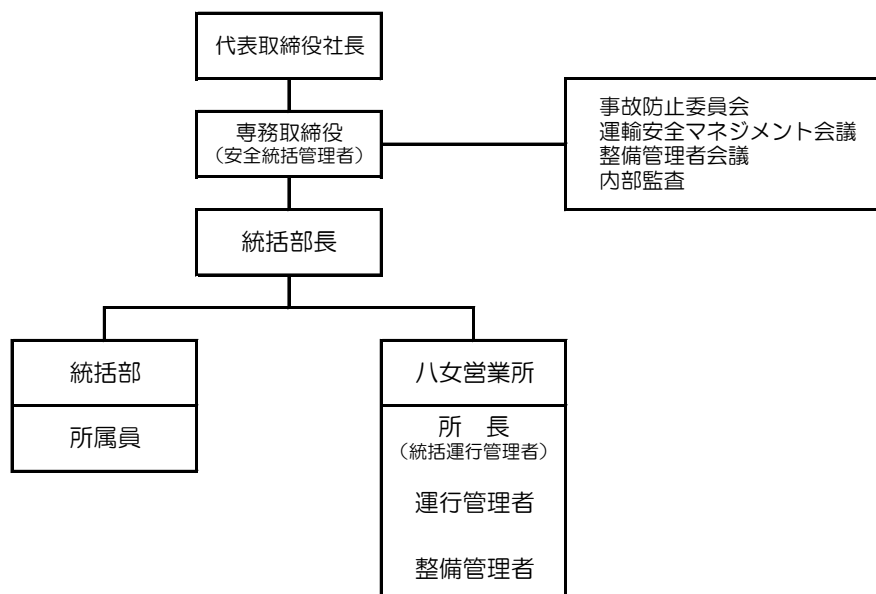 代表取締役社長
専務取締役
（安全統括管理者）
事故防止委員会
運輸安全マネジメント会議
整備管理者会議
内部監査
統括部長
統括部
所属員
八女営業所
所　長
（統括運行管理者）
運行管理者
整備管理者